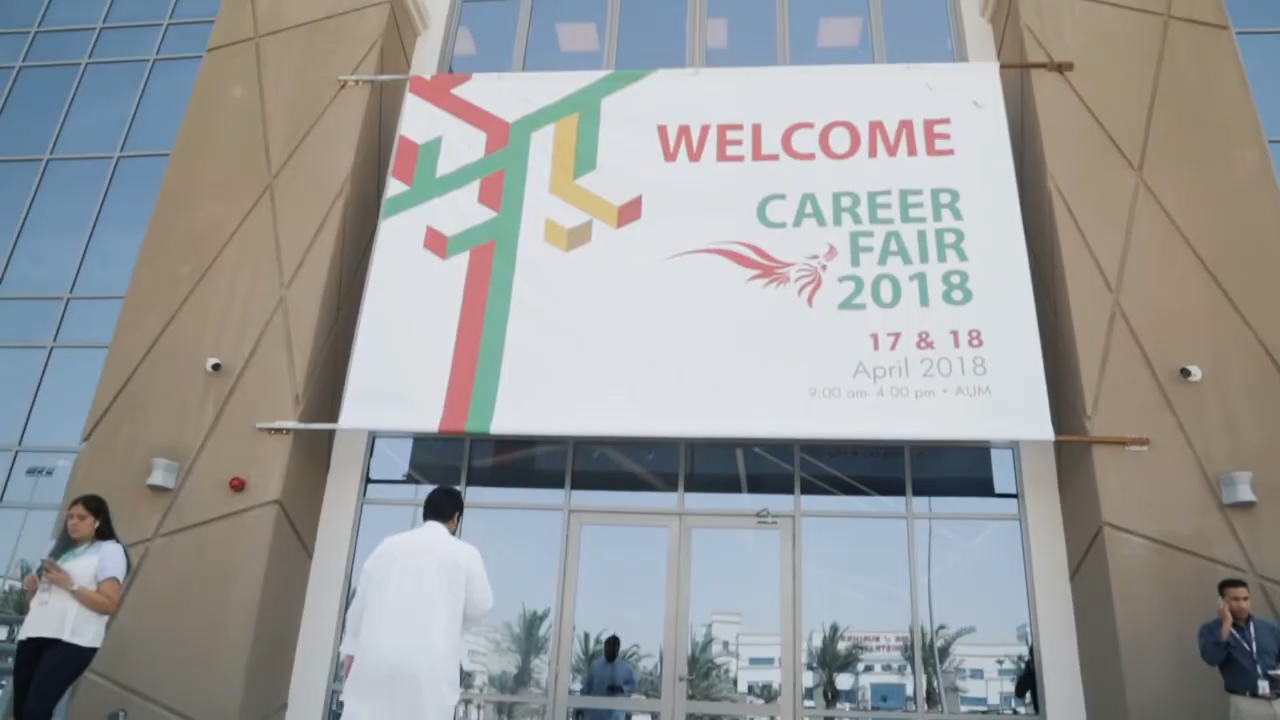 WELCOME
CAREER
FAIR
2018
17 & 18
April 2018
9:00 am-4:00 pm • AUM